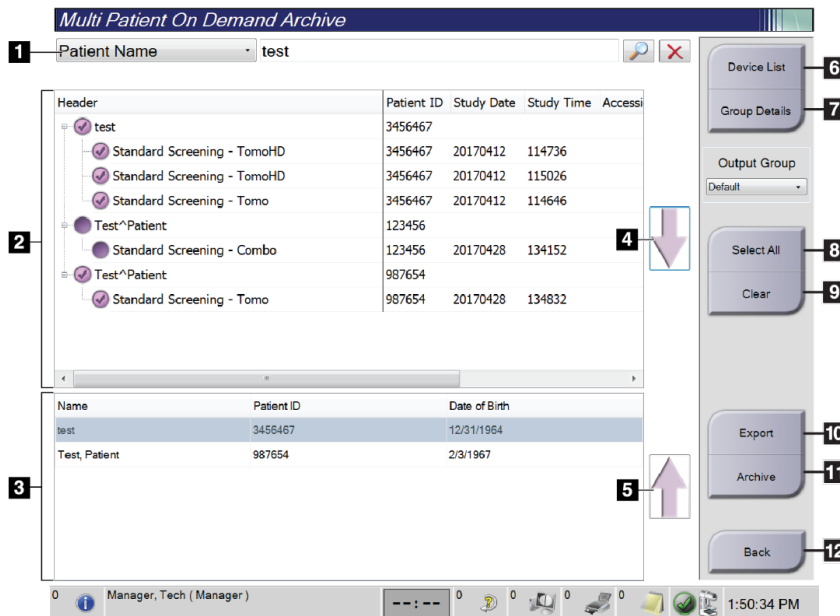 Multi Patient On Demand Archive
1 Patient Name test
Header Patient ID Study Date Study Time Accessi
test 3456467
Standard Screening - TomoHD 3456467 20170412 114736
Standard Screening - TomoHD 3456467 20170412 115026
Standard Screening - Tomo 3456467 20170412 114646
Test^Patient 123456
2 Standard Screening - Combo 123456 20170428 134152
Test^Patient 987654
Standard Screening - Tomo 987654 20170428 134832
4
Name Patient ID Date of Birth
test 3456467 12/31/1964
Test, Patient 987654 2/3/1967
3
5
Device List 6
Group Details 7
Output Group
Default
Select All 8
Clear 9
Export 10
Archive 11
Back 12
0 Manager, Tech ( Manager ) --:-- 0 0 0 0 1:50:34 PM